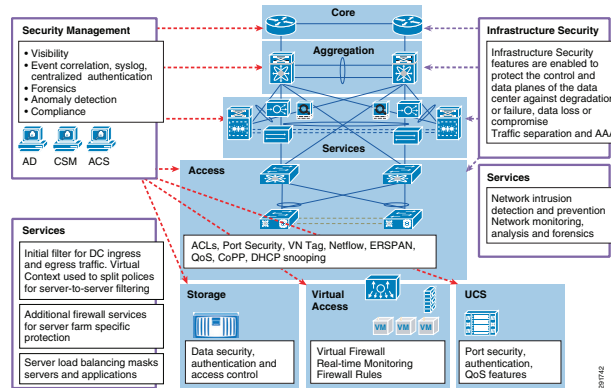 Core
Security Management
• Visibility
• Event correlation, syslog,
centralized authentication
• Forensics
• Anomaly detection
• Compliance
AD
CSM
ACS
Aggregation
Infrastructure Security
Infrastructure Security
features are enabled to
protect the control and
data planes of the data
center against degradation
or failure, data loss or
compromise
Traffic separation and AAA
Services
Access
Services
Network intrusion
detection and prevention
Network monitoring,
analysis and forensics
ACLs, Port Security, VN Tag, Netflow, ERSPAN,
QoS, CoPP, DHCP snooping
Services
Initial filter for DC ingress
and egress traffic. Virtual
Context used to split polices
for server-to-server filtering
Additional firewall services
for server farm specific
protection
Server load balancing masks
servers and applications
Storage
Data security,
authentication and
access control
Virtual
Access
VM
VM
VM
Virtual Firewall
Real-time Monitoring
Firewall Rules
UCS
Port security,
authentication,
QoS features
291742